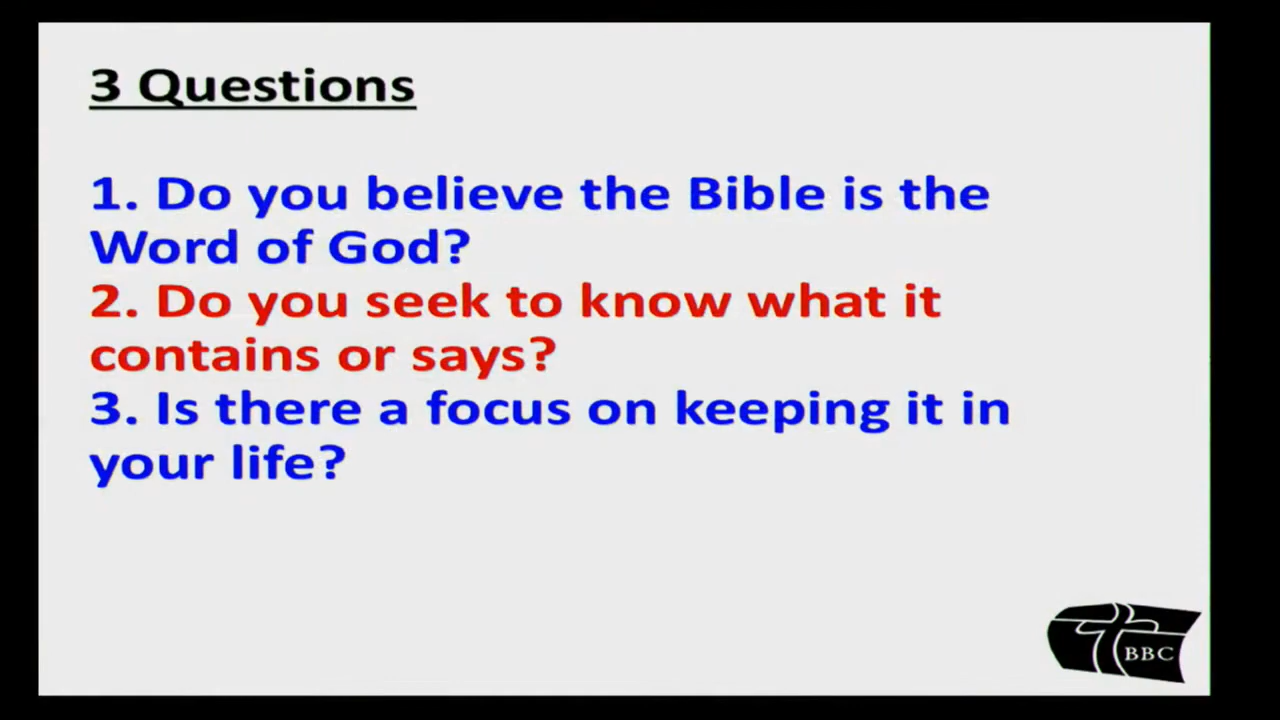 3 Questions
1. Do you believe the Bible is the
Word of God?
2. Do you seek to know what it
contains or says?
3. Is there a focus on keeping it in
your life?
BBC